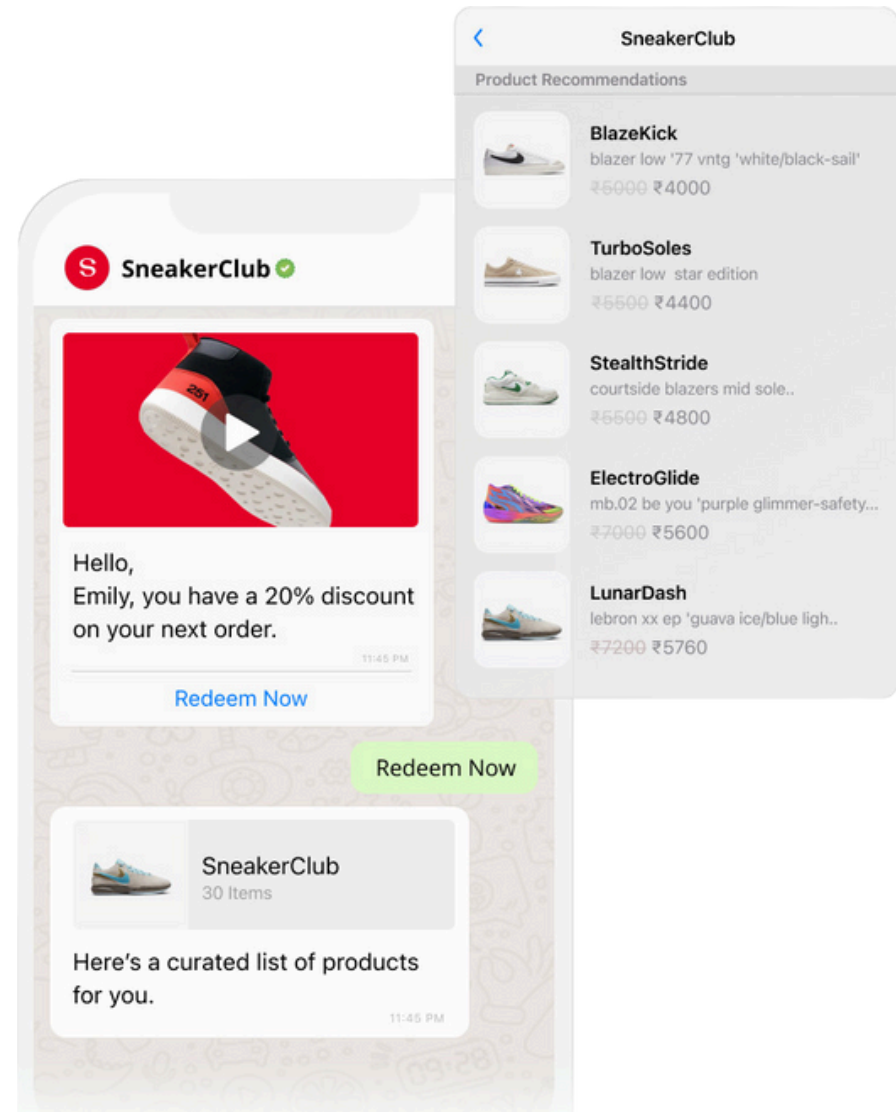 SneakerClub
Product Recommendations
BlazeKick
blazer low '77 vntg 'white/black-sail'
₹5000 ₹4000
TurboSoles
blazer low star edition
₹5500 ₹4400
StealthStride
courtside blazers mid sole..
₹6500 ₹4800
ElectroGlide
mb.02 be you 'purple glimmer-safety...
₹7000 ₹5600
LunarDash
lebron xx ep 'guava ice/blue ligh..
₹7200 ₹5760
S SneakerClub
251
Hello,
Emily, you have a 20% discount
on your next order.
11:45 PM
Redeem Now
Redeem Now
SneakerClub
30 Items
Here's a curated list of products
for you.
11:45 PM